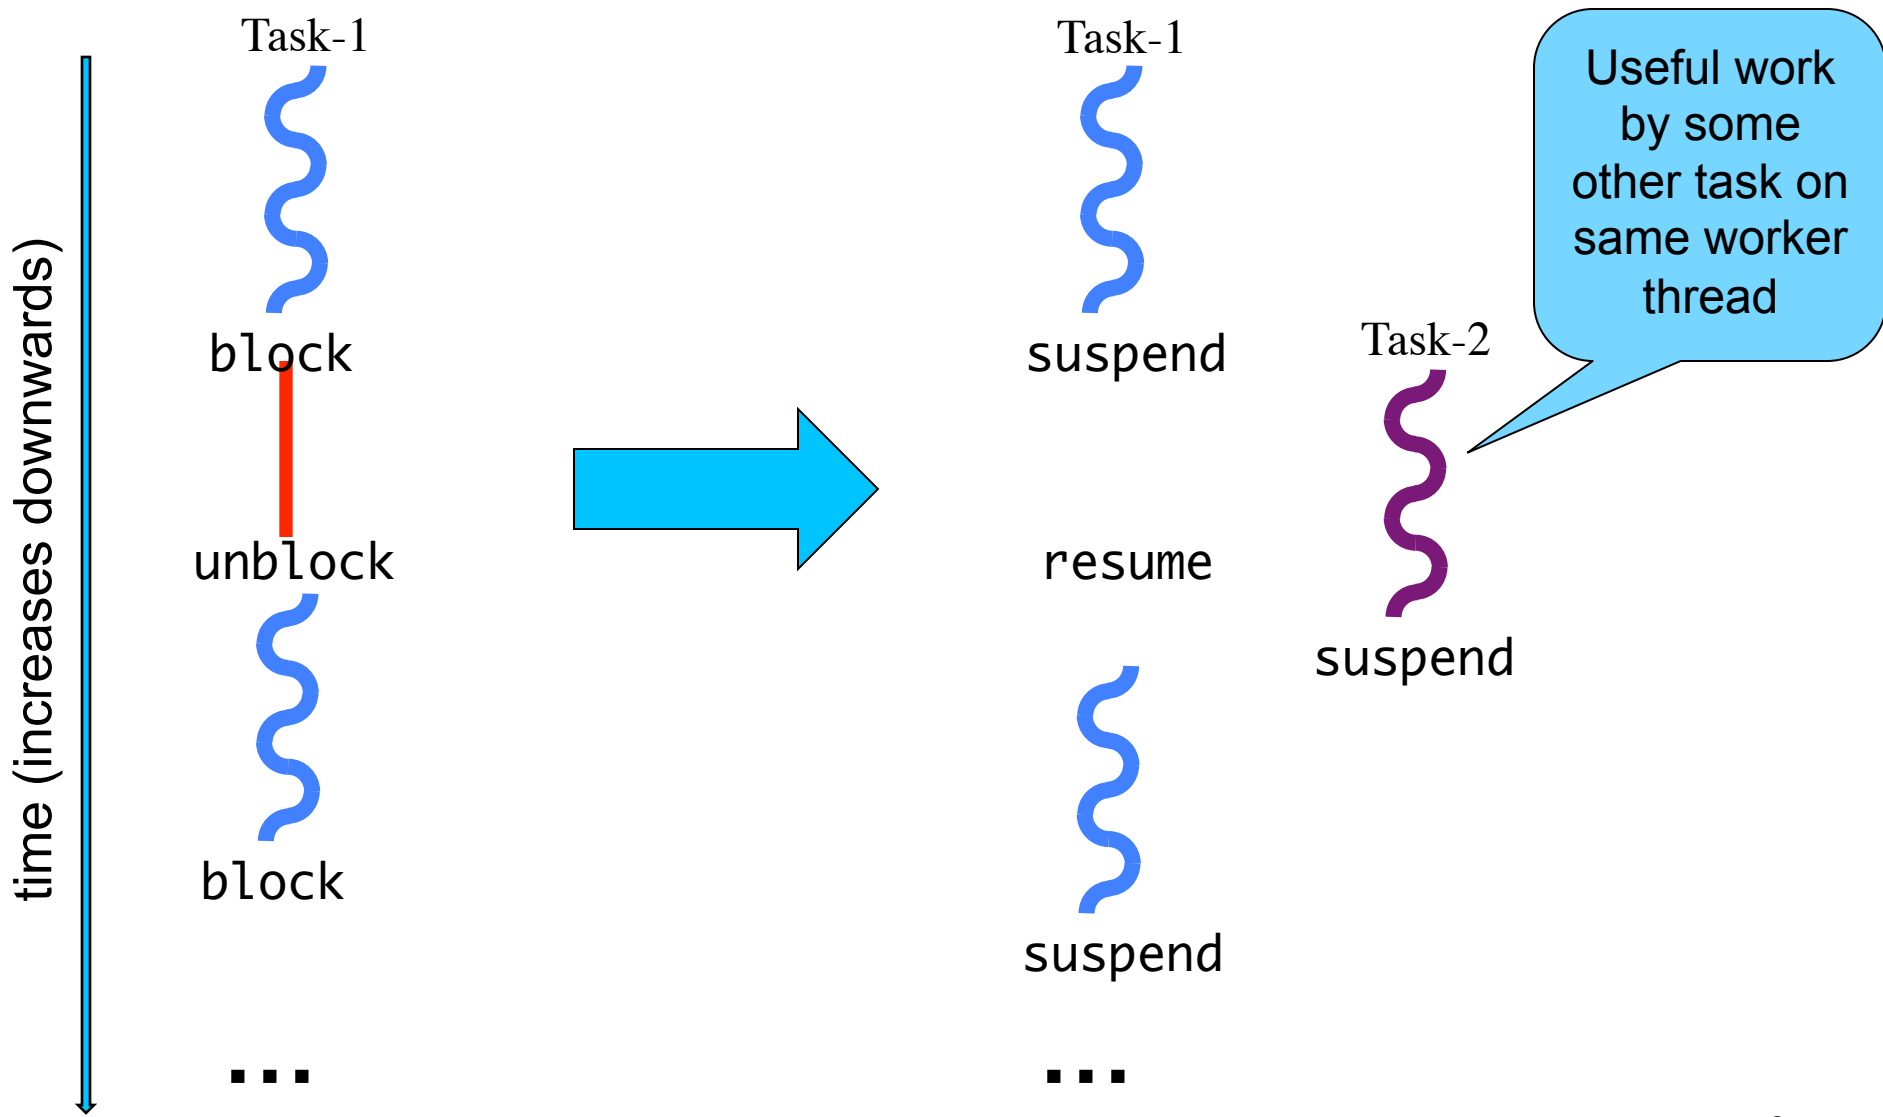 time (increases downwards)
Task-1
block
unblock
block
...
Task-1
suspend
resume
suspend
...
Task-2
suspend
Useful work
by some
other task on
same worker
thread